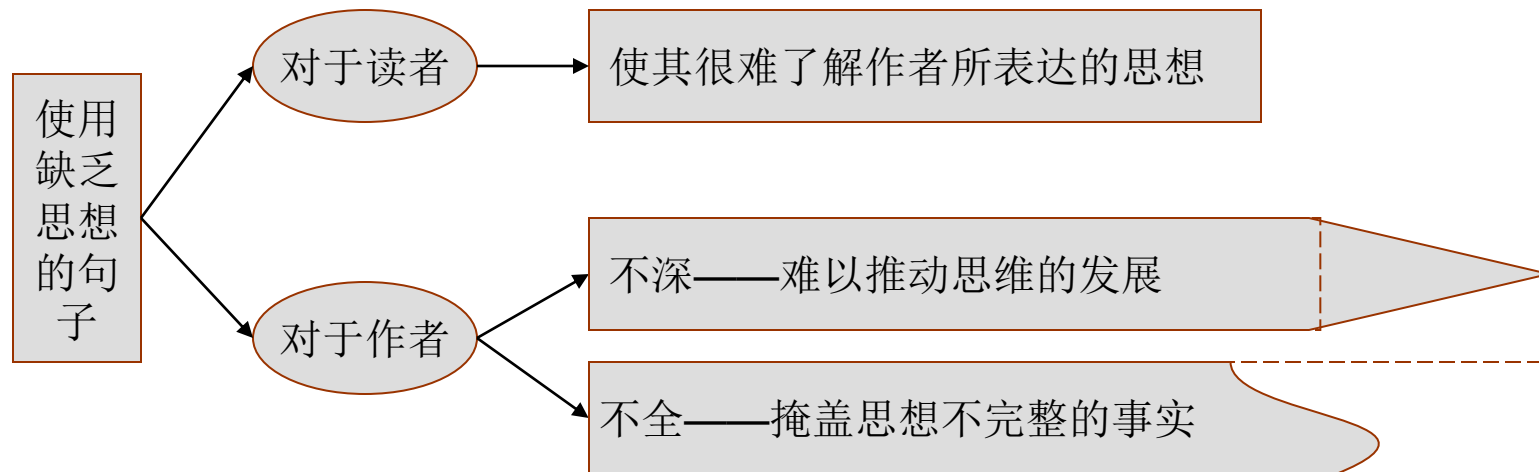 使用
缺乏
思想
的句
子
对于读者
使其很难了解作者所表达的思想
对于作者
不深——难以推动思维的发展
不全——掩盖思想不完整的事实